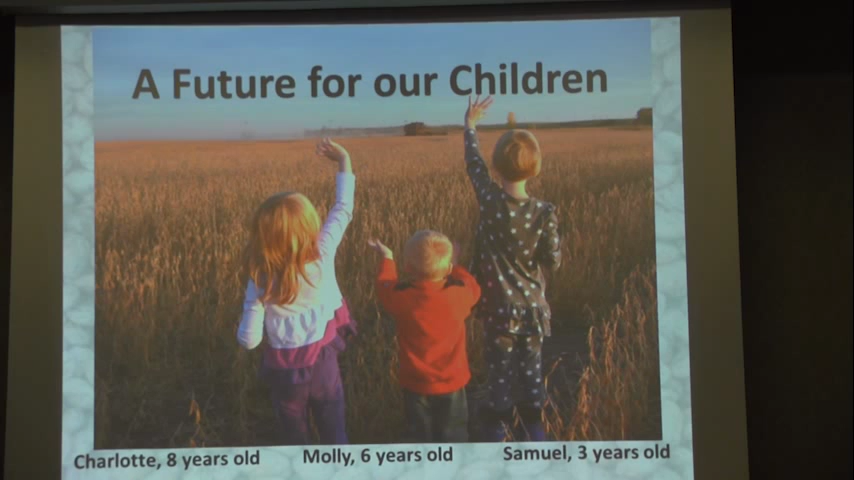 A Future for our Children
Charlotte, 8 years old Molly, 6 years old Samuel, 3 years old